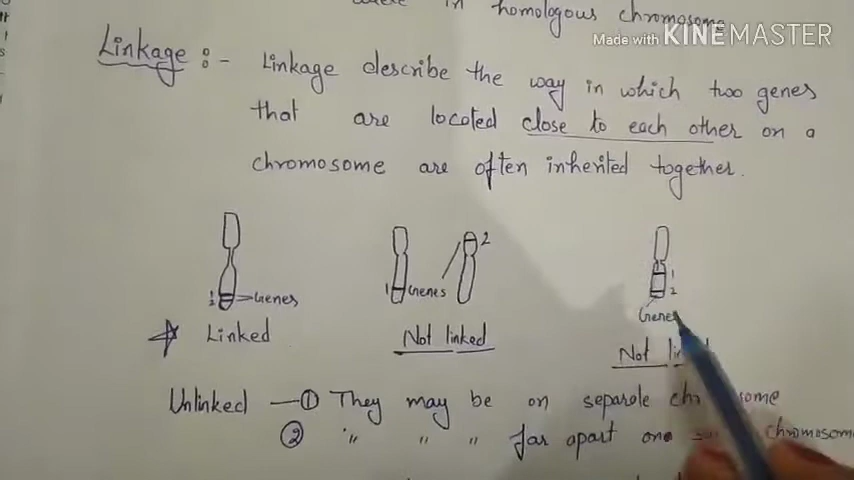 in homologous chromosome
Made with KINEMASTER
Linkage :- Linkage describe the way in which two genes
that are located close to each other on a
chromosome are often inherited together.
1 2 Genes
1 Genes 2
1 2 Genes
Linked
Not linked
Not
Unlinked — ① They may be on separate
② " " " far apart one chromosome